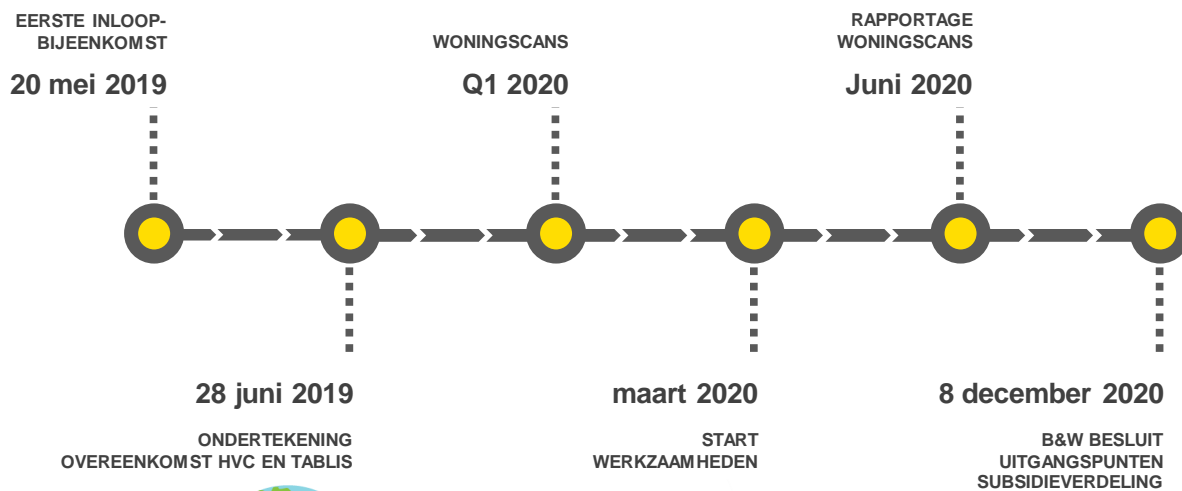 EERSTE INLOOP-
BIJEENKOMST
20 mei 2019
WONINGSCANS
Q1 2020
RAPPORTAGE
WONINGSCANS
Juni 2020
28 juni 2019
ONDERTEKENING
OVEREENKOMST HVC EN TABLIS
maart 2020
START
WERKZAAMHEDEN
8 december 2020
B&W BESLUIT
UITGANGSPUNTEN
SUBSIDIEVERDELING